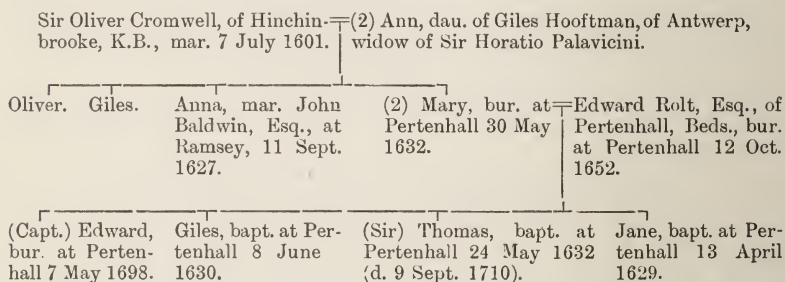 Sir Oliver Cromwell, of Hinchin-
brooke, K.B., mar. 7 July 1601.
(2) Ann, dau. of Giles Hooftman, of Antwerp,
widow of Sir Horatio Palavicini.
Oliver.
Giles.
Anna, mar. John
Baldwin, Esq., at
Ramsey, 11 Sept.
1627.
(2) Mary, bur. at
Pertenhall 30 May
1632.
Edward Rolt, Esq., of
Pertenhall, Beds., bur.
at Pertenhall 12 Oct.
1652.
(Capt.) Edward,
bur. at Perten-
hall 7 May 1698.
Giles, bapt. at Per-
tenhall 8 June
1630.
(Sir) Thomas, bapt. at
Pertenhall 24 May 1632
(d. 9 Sept. 1710).
Jane, bapt. at Per-
tenhall 13 April
1629.